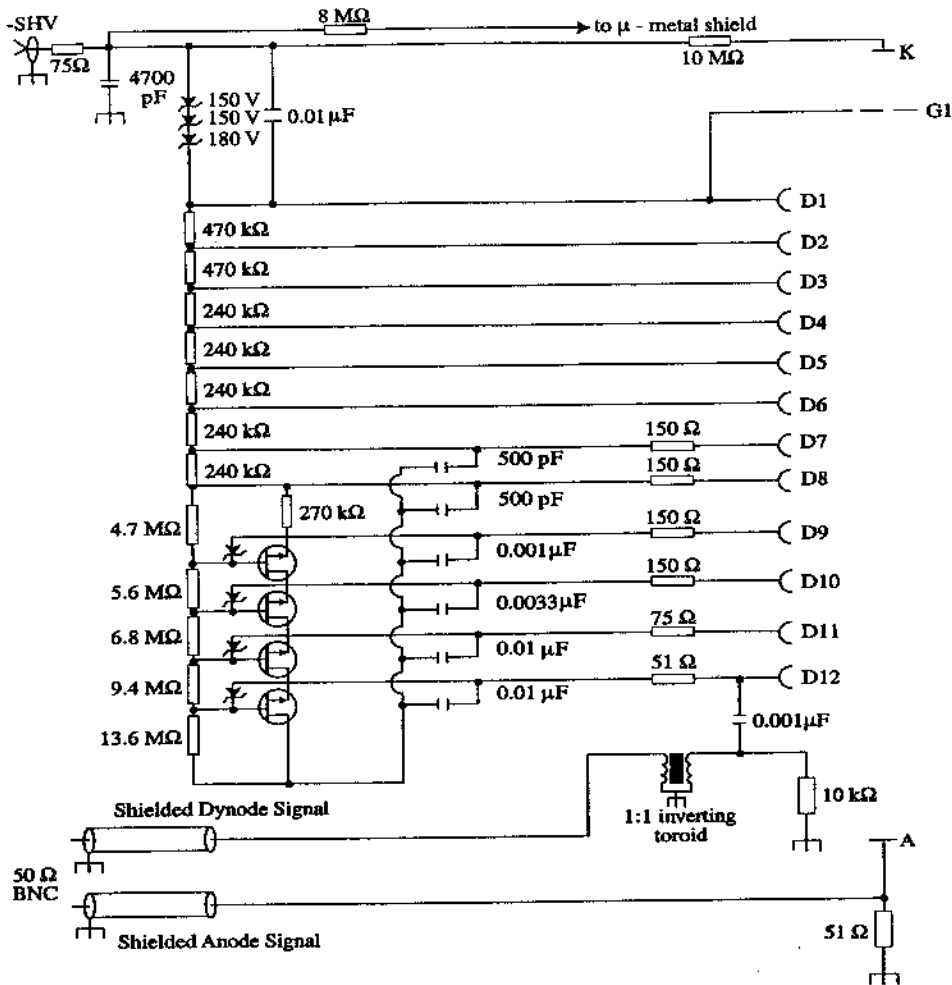 -SHV
75Ω
8 MΩ
to μ - metal shield
10 MΩ
K
4700
pF
150 V
150 V
180 V
0.01 μF
G1
D1
470 kΩ
D2
470 kΩ
D3
240 kΩ
D4
240 kΩ
D5
240 kΩ
D6
240 kΩ
150 Ω
D7
500 pF
240 kΩ
150 Ω
D8
500 pF
270 kΩ
4.7 MΩ
150 Ω
D9
0.001μF
5.6 MΩ
150 Ω
D10
0.0033μF
6.8 MΩ
75 Ω
D11
0.01 μF
9.4 MΩ
51 Ω
D12
0.01 μF
0.001μF
13.6 MΩ
Shielded Dynode Signal
1:1 inverting
toroid
10 kΩ
A
50 Ω
BNC
Shielded Anode Signal
51 Ω